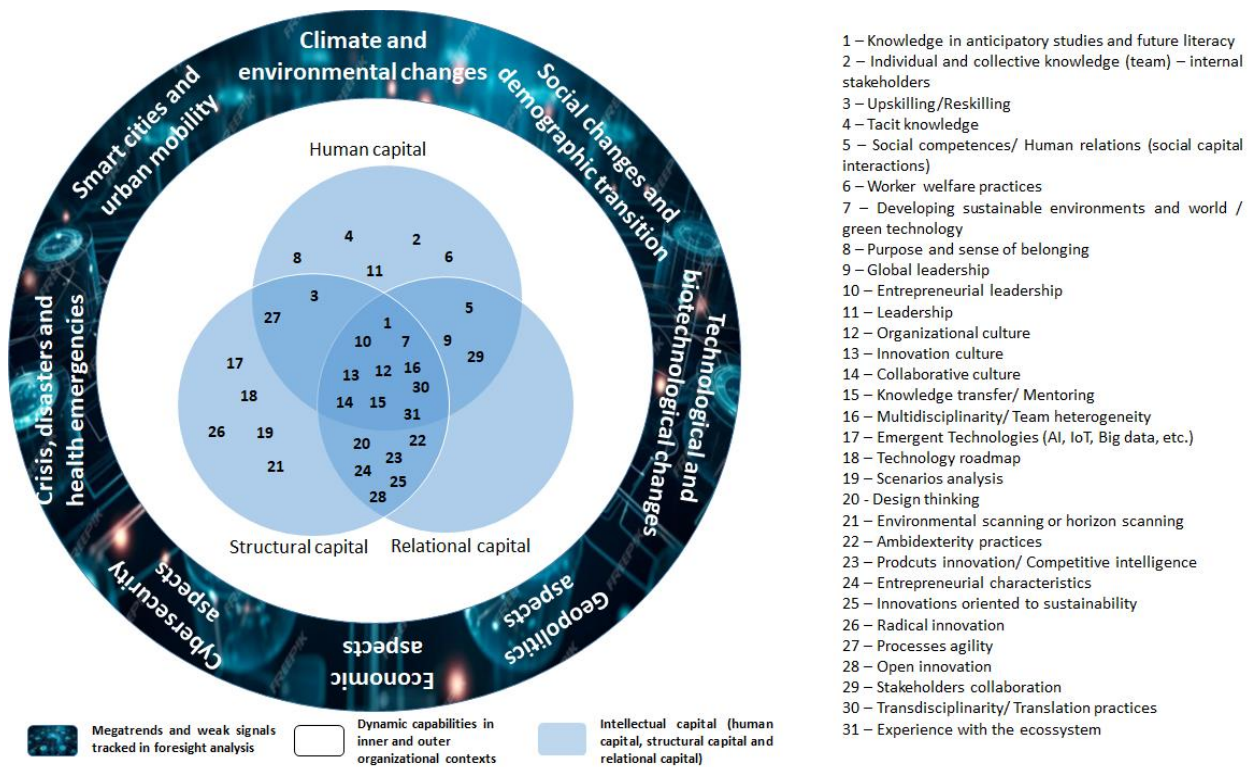 Climate and
environmental changes
Social changes and
demographic transition
Technological and
biotechological changes
Geopolitics
aspects
Economic
aspects
Cybersecurity
aspects
Crisis, disasters and
health emergencies
Smart cities and
urban mobility
Human capital
4
2
8
11
6
3
27
5
1
10
7
9
29
17
13
12
16
18
30
14
15
31
26
19
20
22
21
23
24
25
28
Structural capital
Relational capital
Megatrends and weak signals
tracked in foresight analysis
Dynamic capabilities in
inner and outer
organizational contexts
Intellectual capital (human
capital, structural capital and
relational capital)
1 – Knowledge in anticipatory studies and future literacy
2 – Individual and collective knowledge (team) – internal
stakeholders
3 – Upskilling/Reskilling
4 – Tacit knowledge
5 – Social competences/ Human relations (social capital
interactions)
6 – Worker welfare practices
7 – Developing sustainable environments and world /
green technology
8 – Purpose and sense of belonging
9 – Global leadership
10 – Entrepreneurial leadership
11 – Leadership
12 – Organizational culture
13 – Innovation culture
14 – Collaborative culture
15 – Knowledge transfer/ Mentoring
16 – Multidisciplinarity/ Team heterogeneity
17 – Emergent Technologies (AI, IoT, Big data, etc.)
18 – Technology roadmap
19 – Scenarios analysis
20 - Design thinking
21 – Environmental scanning or horizon scanning
22 – Ambidexterity practices
23 – Prodcuts innovation/ Competitive intelligence
24 – Entrepreneurial characteristics
25 – Innovations oriented to sustainability
26 – Radical innovation
27 – Processes agility
28 – Open innovation
29 – Stakeholders collaboration
30 – Transdisciplinarity/ Translation practices
31 – Experience with the ecossystem